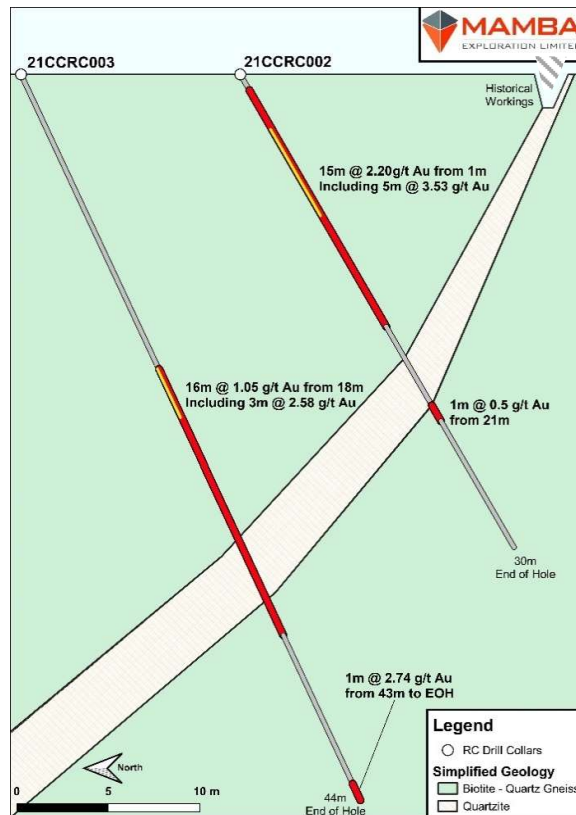 MAMBA
EXPLORATION LIMITE
21CCRC003
21CCRC002
Historical
Workings
15m @ 2.20g/t Au from 1m
Including 5m @ 3.53 g/t Au
16m @ 1.05 g/t Au from 18m
Including 3m @ 2.58 g/t Au
1m @ 0.5 g/t Au
from 21m
30m
End of Hole
1m @ 2.74 g/t Au
from 43m to EOH
44m
End of Hole
North
0 5 10 m
Legend
RC Drill Collars
Simplified Geology
Biotite - Quartz Gneiss
Quartzite